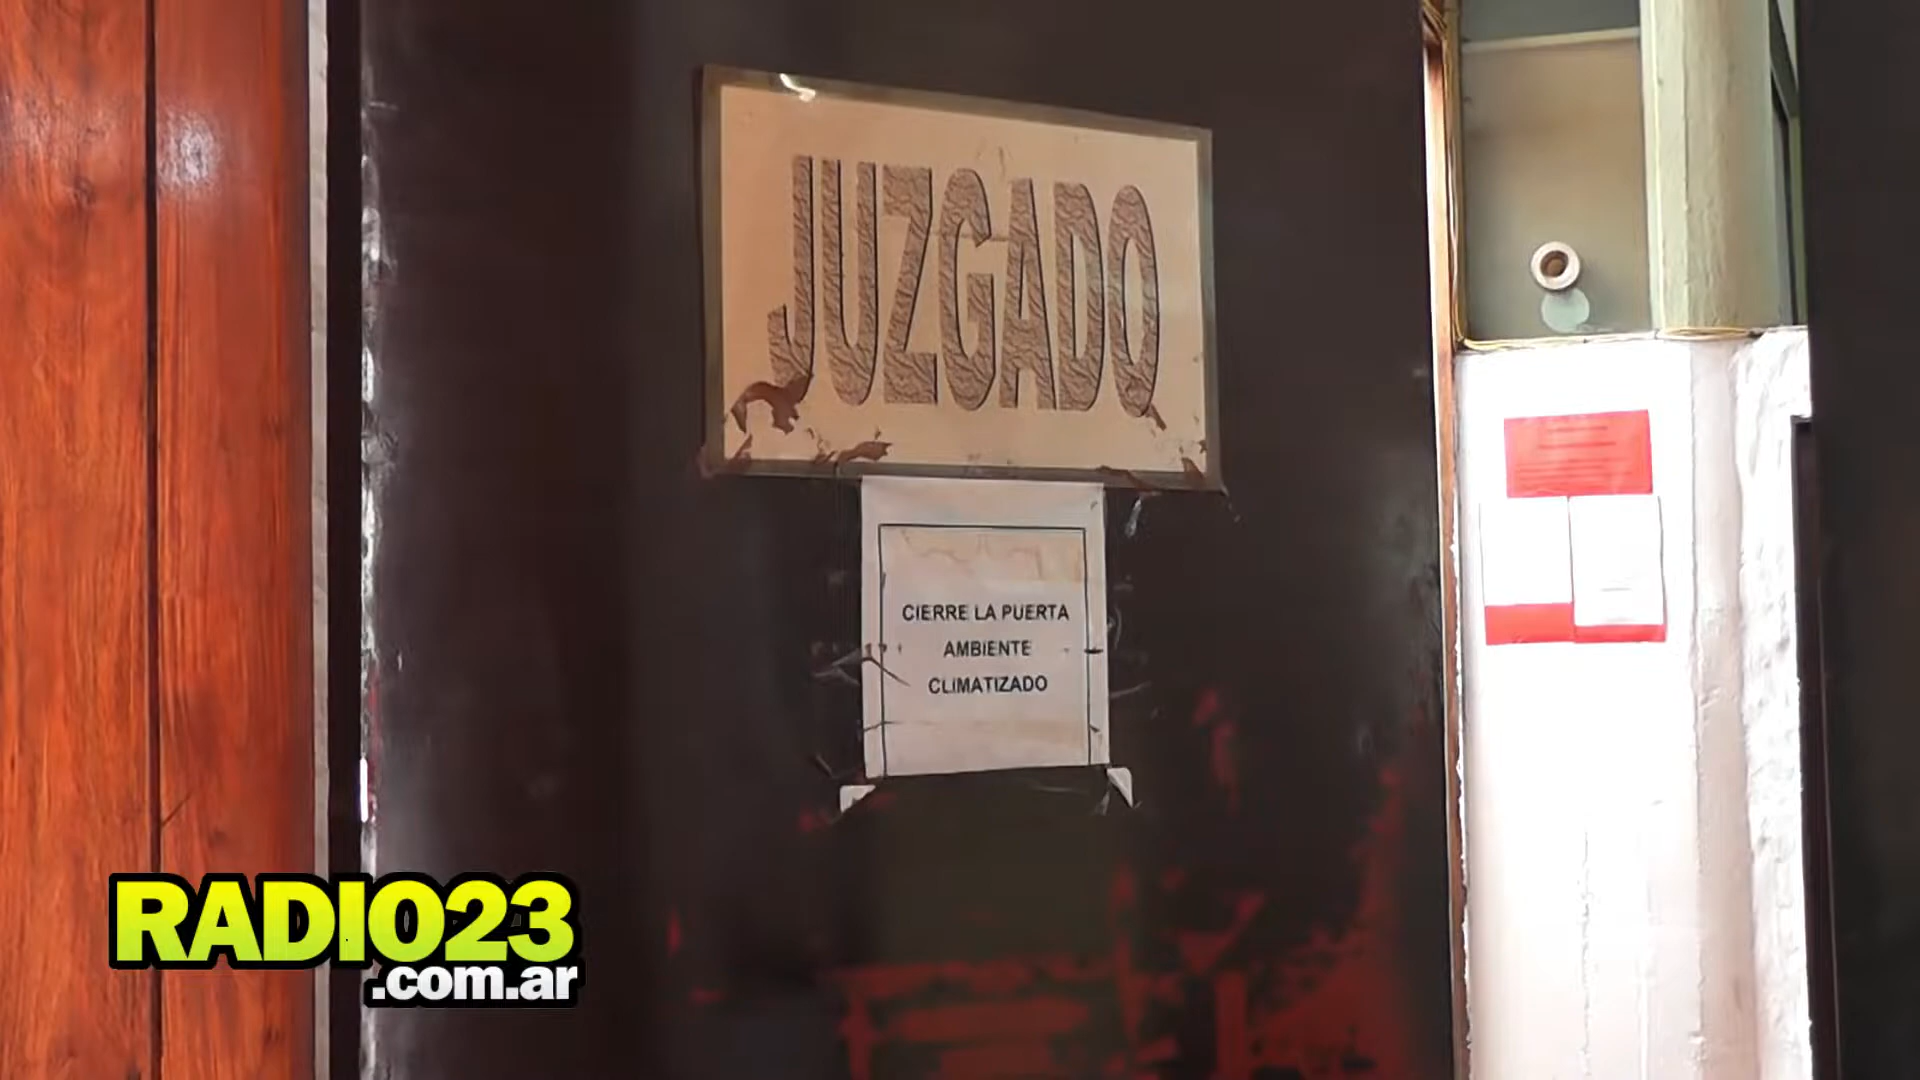 JUZGADO
CIERRE LA PUERTA
AMBIENTE
CLIMATIZADO
RADIO23
.com.ar